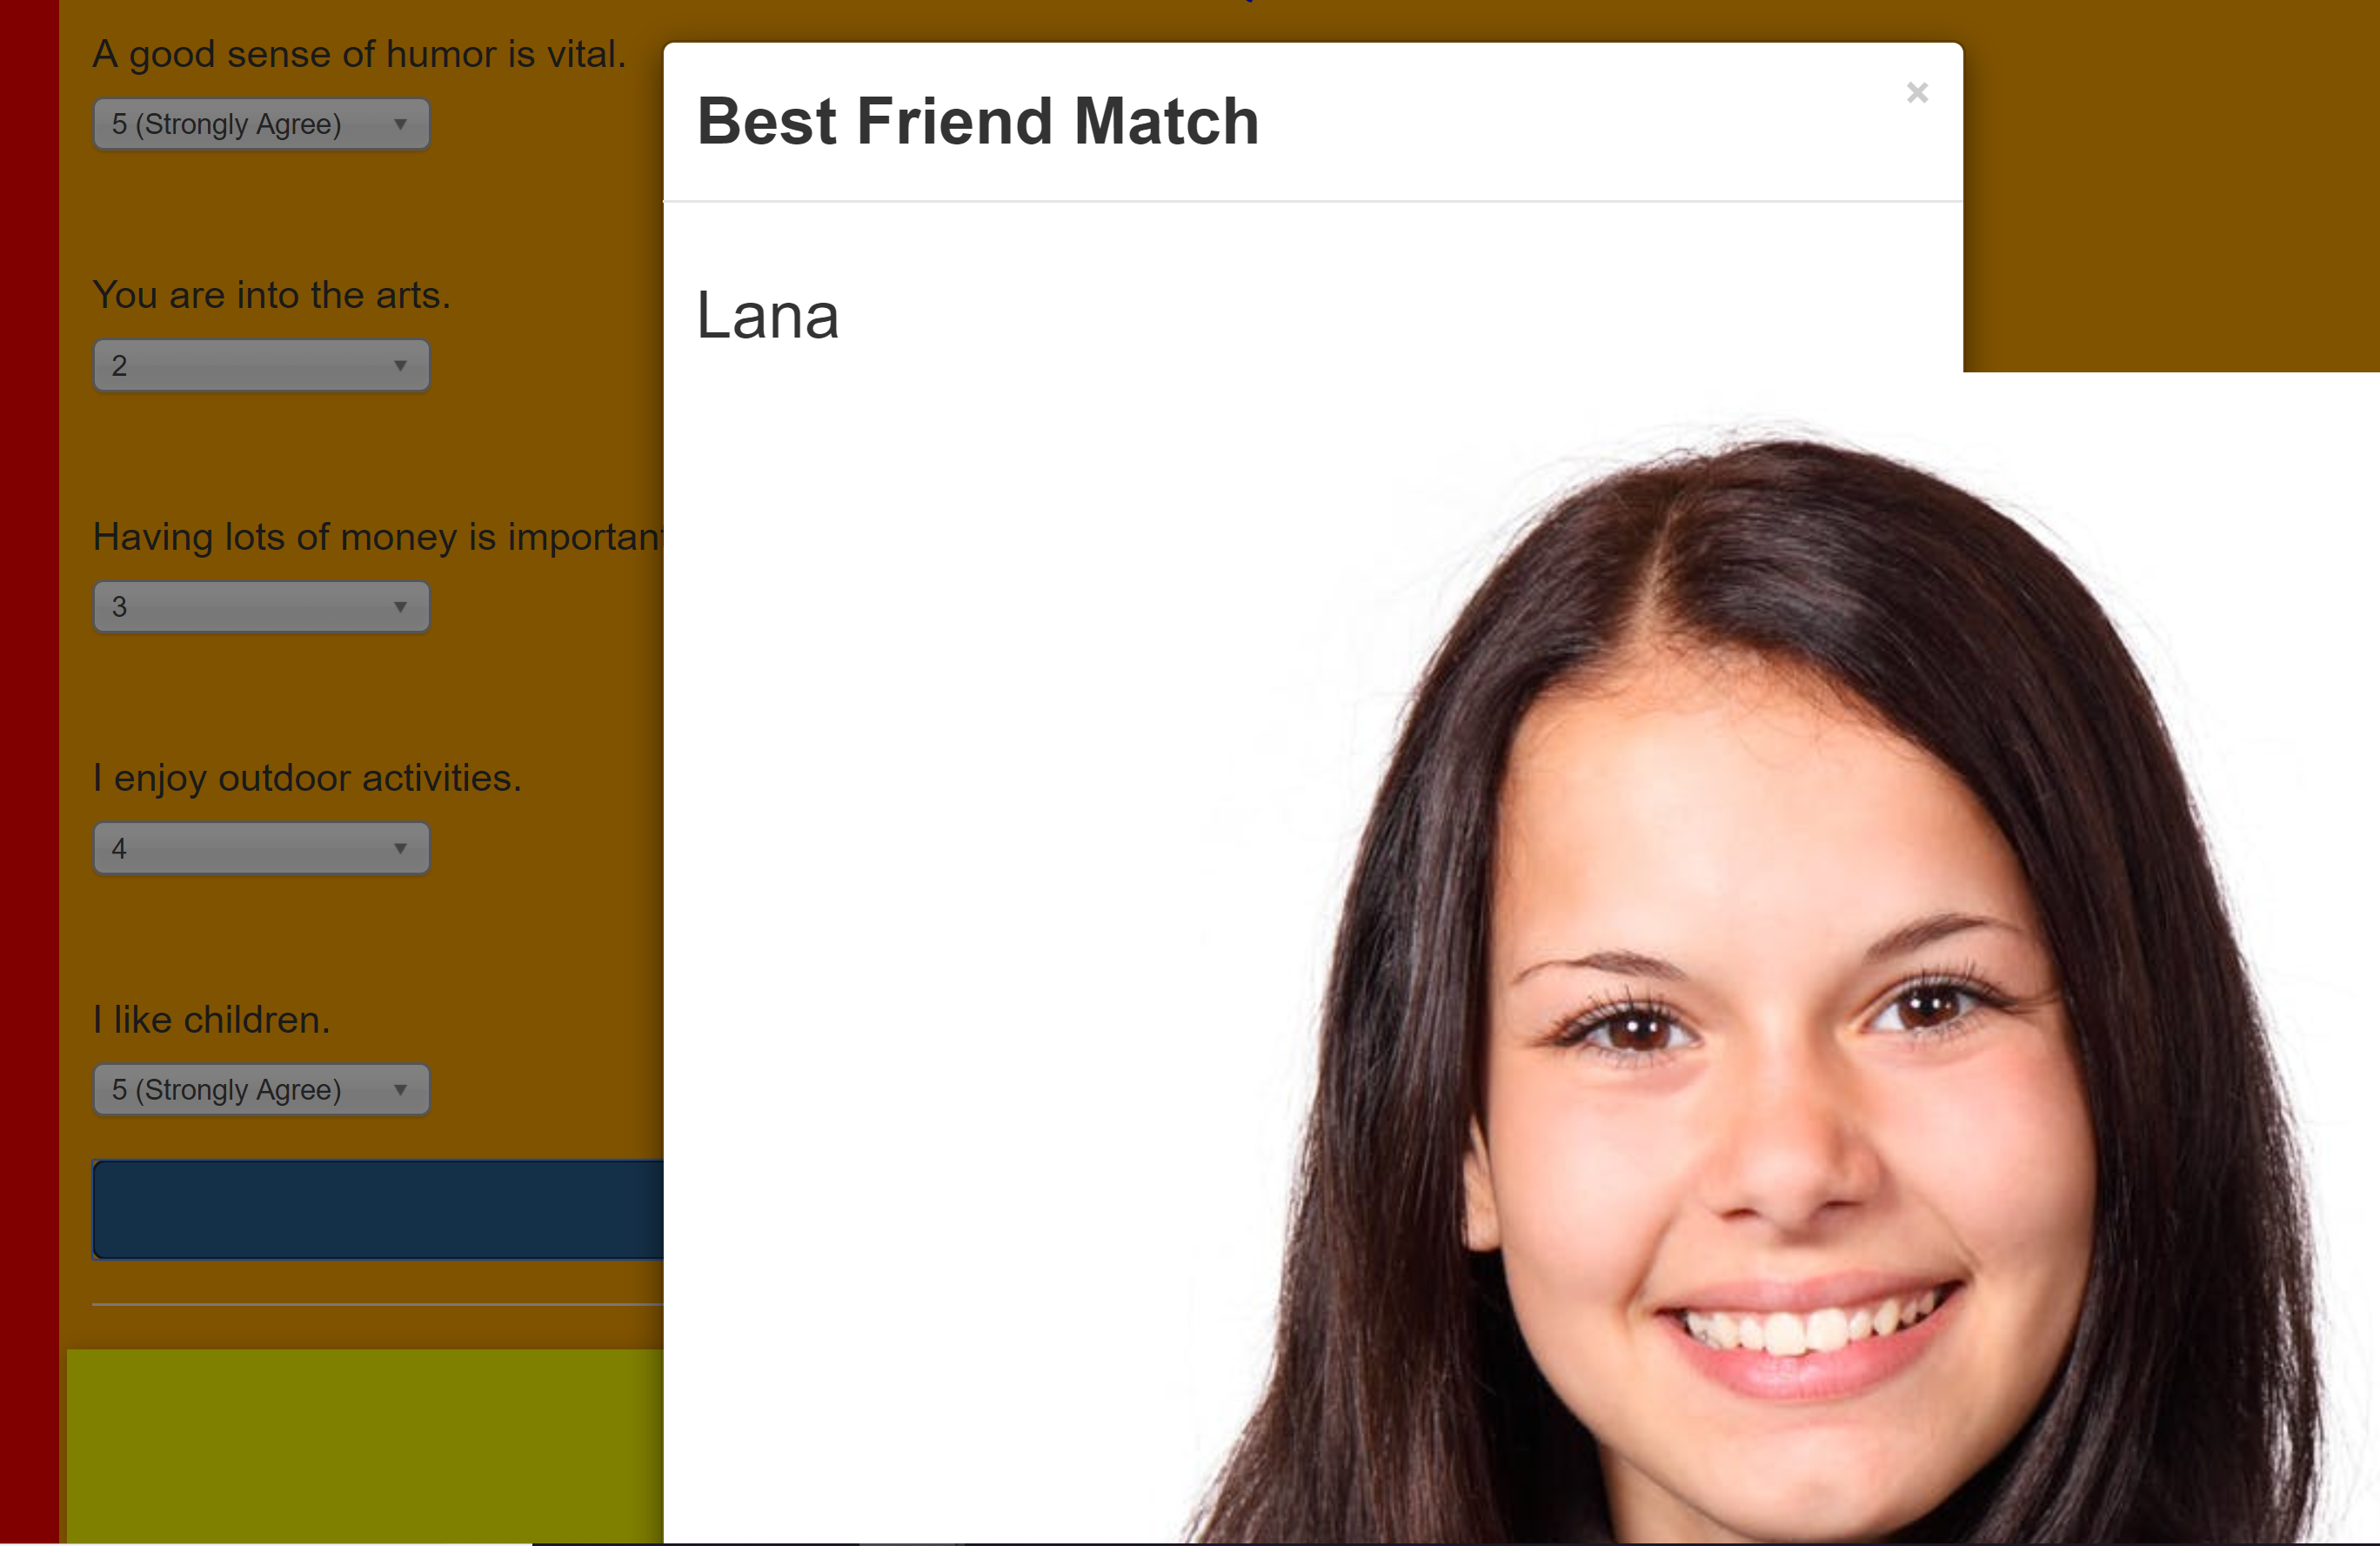 A good sense of humor is vital.
5 (Strongly Agree)
You are into the arts.
2
Having lots of money is important
3
I enjoy outdoor activities.
4
I like children.
5 (Strongly Agree)
Best Friend Match
×
Lana